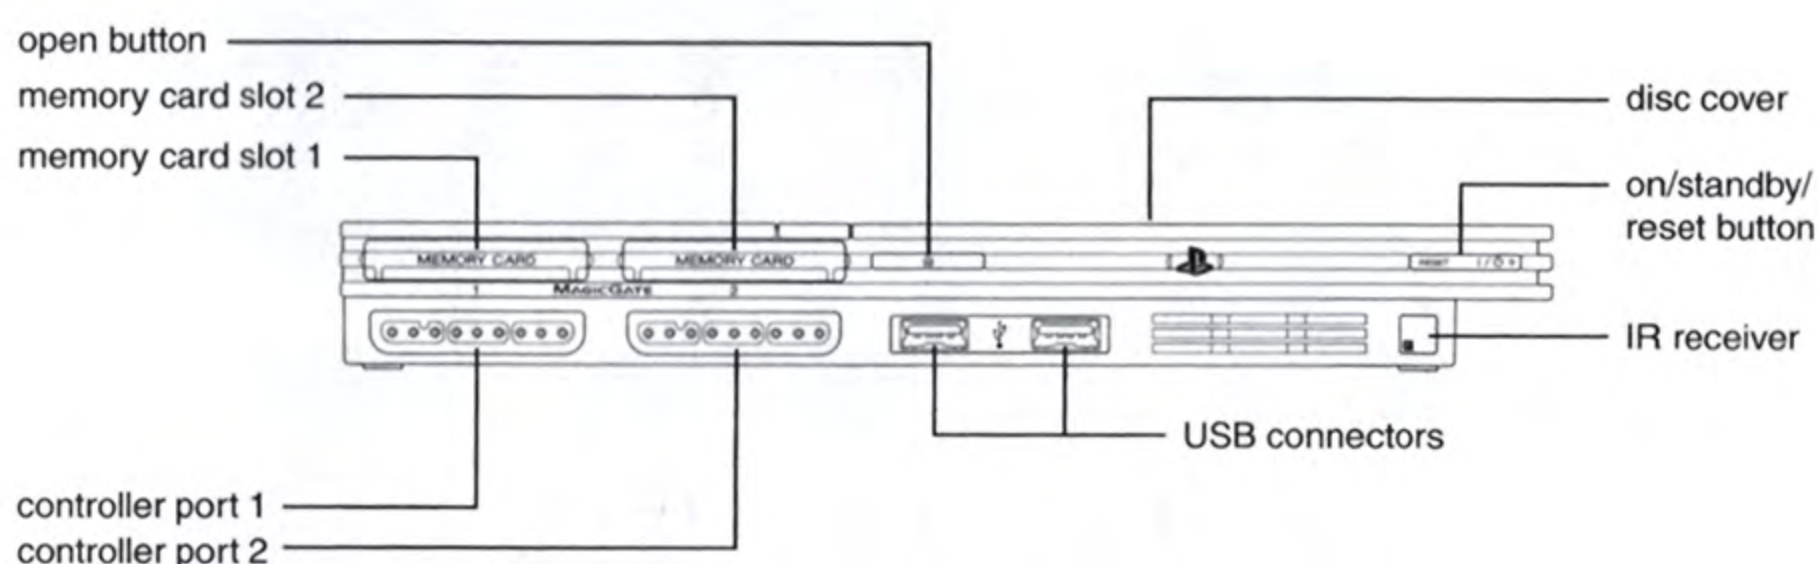 open button
memory card slot 2
memory card slot 1
disc cover
on/standby/
reset button
MEMORY CARD
MEMORY CARD
RESET
1
MAGICGATE
2
IR receiver
USB connectors
controller port 1
controller port 2